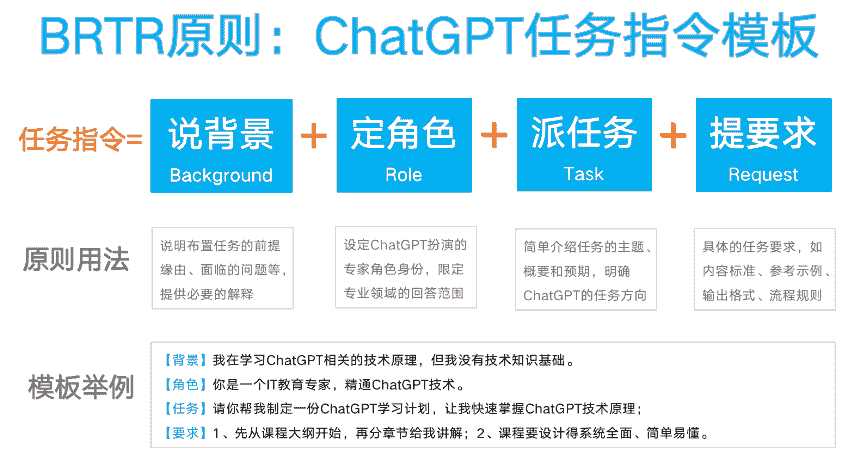 BRTR原则：ChatGPT任务指令模板
任务指令= 说背景 + 定角色 + 派任务 + 提要求
Background Role Task Request
原则用法
说明布置任务的前提
缘由、面临的问题等，
提供必要的解释
设定ChatGPT扮演的
专家角色身份，限定
专业领域的回答范围
简单介绍任务的主题、
概要和预期，明确
ChatGPT的任务方向
具体的任务要求，如
内容标准、参考示例、
输出格式、流程规则
模板举例
【背景】我在学习ChatGPT相关的技术原理，但我没有技术知识基础。
【角色】你是一个IT教育专家，精通ChatGPT技术。
【任务】请你帮我制定一份ChatGPT学习计划，让我快速掌握ChatGPT技术原理；
【要求】1、先从课程大纲开始，再分章节给我讲解；2、课程要设计得系统全面、简单易懂。